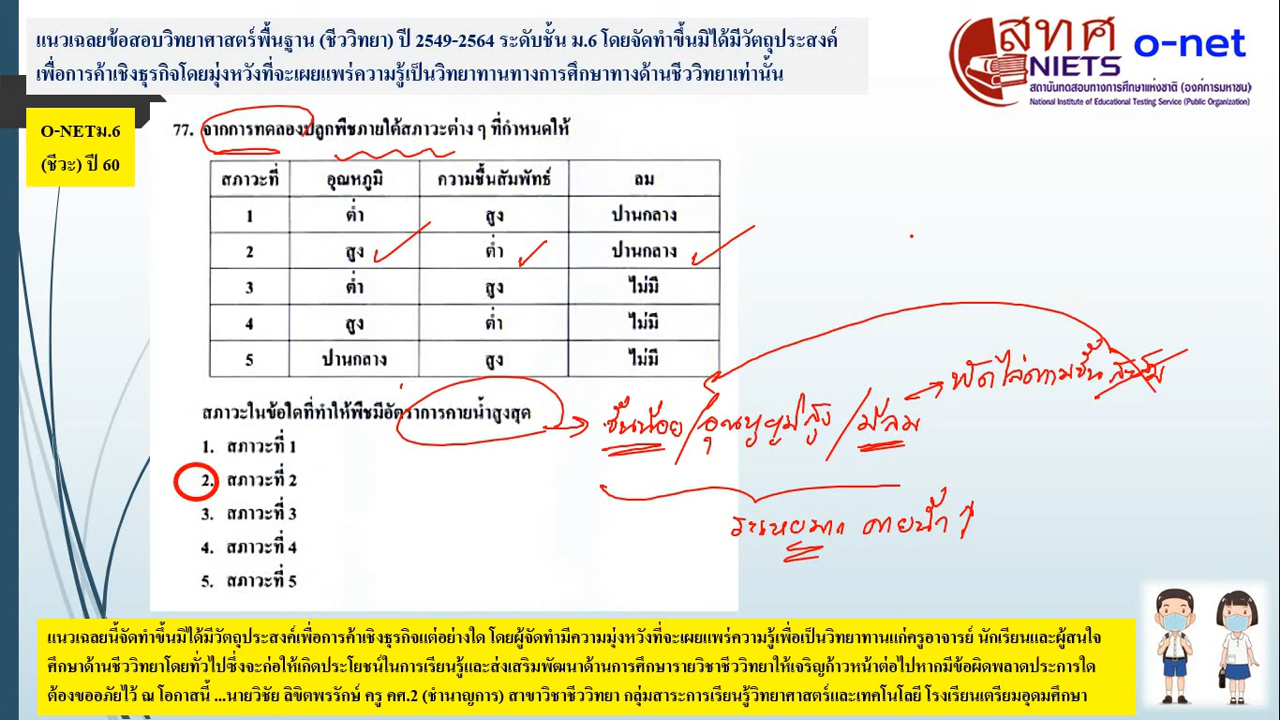 แนวเฉลยข้อสอบวิทยาศาสตร์พื้นฐาน (ชีววิทยา) ปี 2549-2564 ระดับชั้น ม.6 โดยจัดทำขึ้นมิได้มีวัตถุประสงค์
เพื่อการค้าเชิงธุรกิจโดยมุ่งหวังที่จะเผยแพร่ความรู้เป็นวิทยาทานทางการศึกษาทางด้านชีววิทยาเท่านั้น
สทศ
NIETS
o-net
สถาบันทดสอบทางการศึกษาแห่งชาติ (องค์การมหาชน)
National Institute of Educational Testing Service (Public Organization)
O-NETม.6
(ชีวะ) ปี 60
77. จากการทดลองปลูกพืชภายใต้สภาวะต่าง ๆ ที่กำหนดให้
สภาวะที่ อุณหภูมิ ความชื้นสัมพัทธ์ ลม
1 ต่ำ สูง ปานกลาง
2 สูง ต่ำ ปานกลาง
3 ต่ำ สูง ไม่มี
4 สูง ต่ำ ไม่มี
5 ปานกลาง สูง ไม่มี
สภาวะในข้อใดที่ทำให้พืชมีอัตราการคายน้ำสูงสุด
1. สภาวะที่ 1
2. สภาวะที่ 2
3. สภาวะที่ 3
4. สภาวะที่ 4
5. สภาวะที่ 5
พัดไล่ความชื้น
ชื้นน้อย / อุณหภูมิสูง / มีลม
ระเหยมาก คายน้ำ
แนวเฉลยนี้จัดทำขึ้นมิได้มีวัตถุประสงค์เพื่อการค้าเชิงธุรกิจแต่อย่างใด โดยผู้จัดทำมีความมุ่งหวังที่จะเผยแพร่ความรู้เพื่อเป็นวิทยาทานแก่ครูอาจารย์ นักเรียนและผู้สนใจ
ศึกษาด้านชีววิทยาโดยทั่วไปซึ่งจะก่อให้เกิดประโยชน์ในการเรียนรู้และส่งเสริมพัฒนาด้านการศึกษารายวิชาชีววิทยาให้เจริญก้าวหน้าต่อไปหากมีข้อผิดพลาดประการใด
ต้องขออภัยไว้ ณ โอกาสนี้ ...นายวิชัย ลิขิตพรรักษ์ ครู คศ.2 (ชำนาญการ) สาขาวิชาชีววิทยา กลุ่มสาระการเรียนรู้วิทยาศาสตร์และเทคโนโลยี โรงเรียนเตรียมอุดมศึกษา